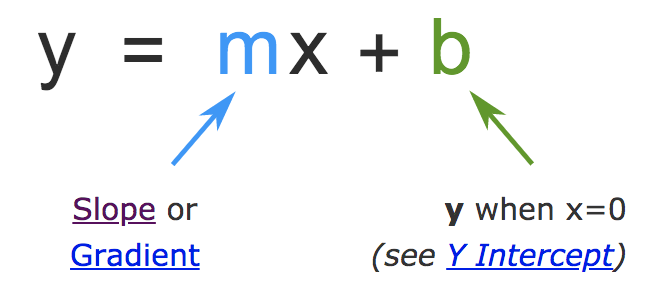 y = mx + b
Slope or y when x=0
Gradient (see Y Intercept)